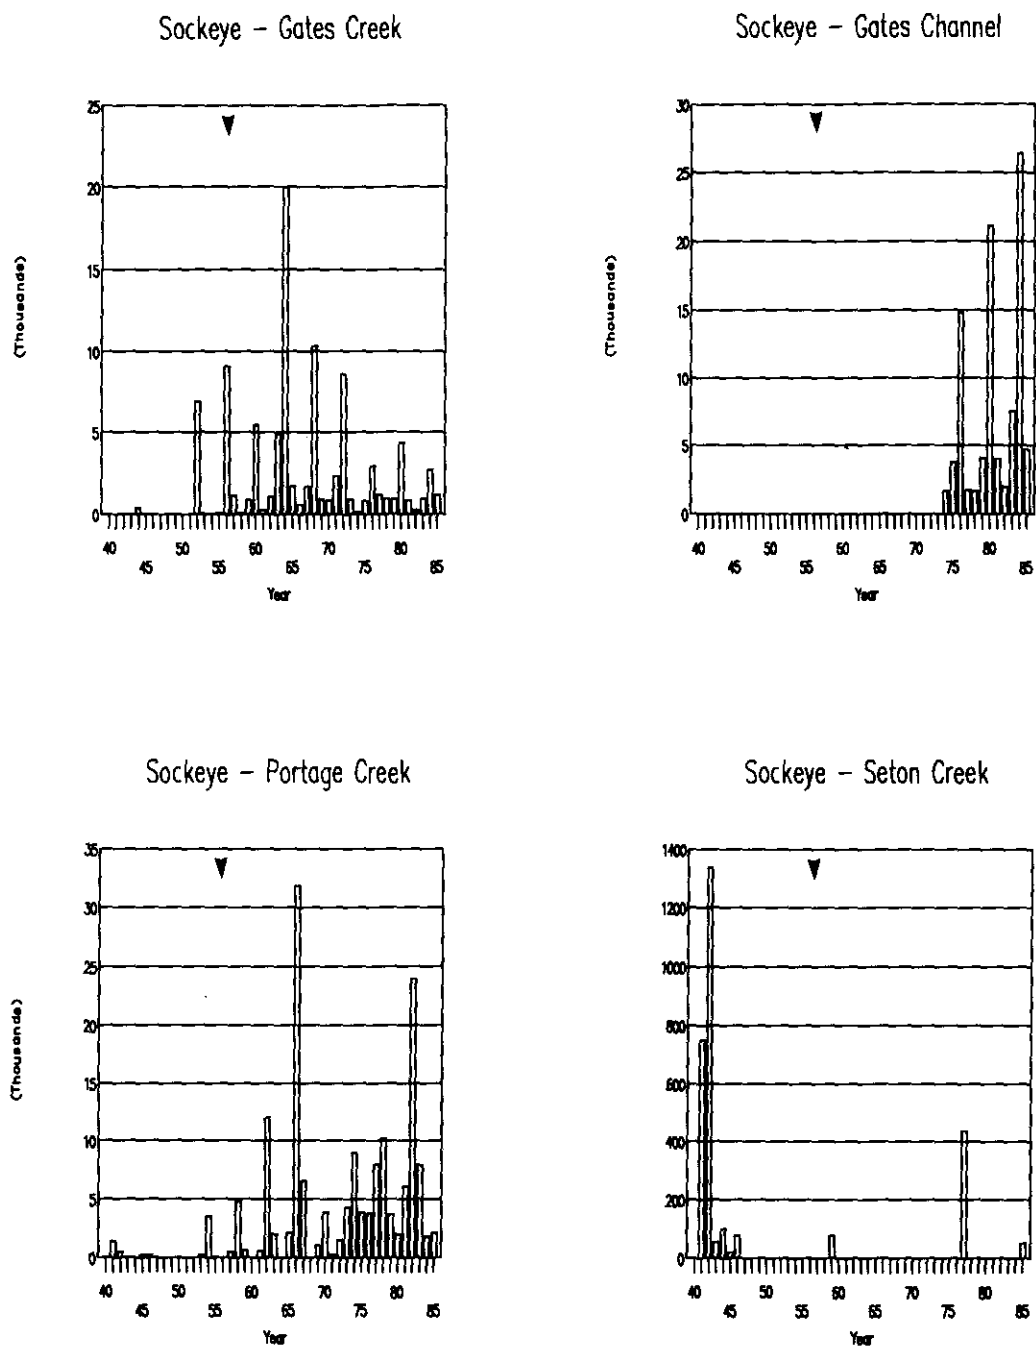 Sockeye - Gates Creek
(Thousands)
25
20
15
10
5
0
40 50 60 70 80
45 55 65 75 85
Year
Sockeye - Gates Channel
(Thousands)
30
25
20
15
10
5
0
40 50 60 70 80
45 55 65 75 85
Year
Sockeye - Portage Creek
(Thousands)
35
30
25
20
15
10
5
0
40 50 60 70 80
45 55 65 75 85
Year
Sockeye - Seton Creek
1400
1200
1000
800
600
400
200
0
40 50 60 70 80
45 55 65 75 85
Year